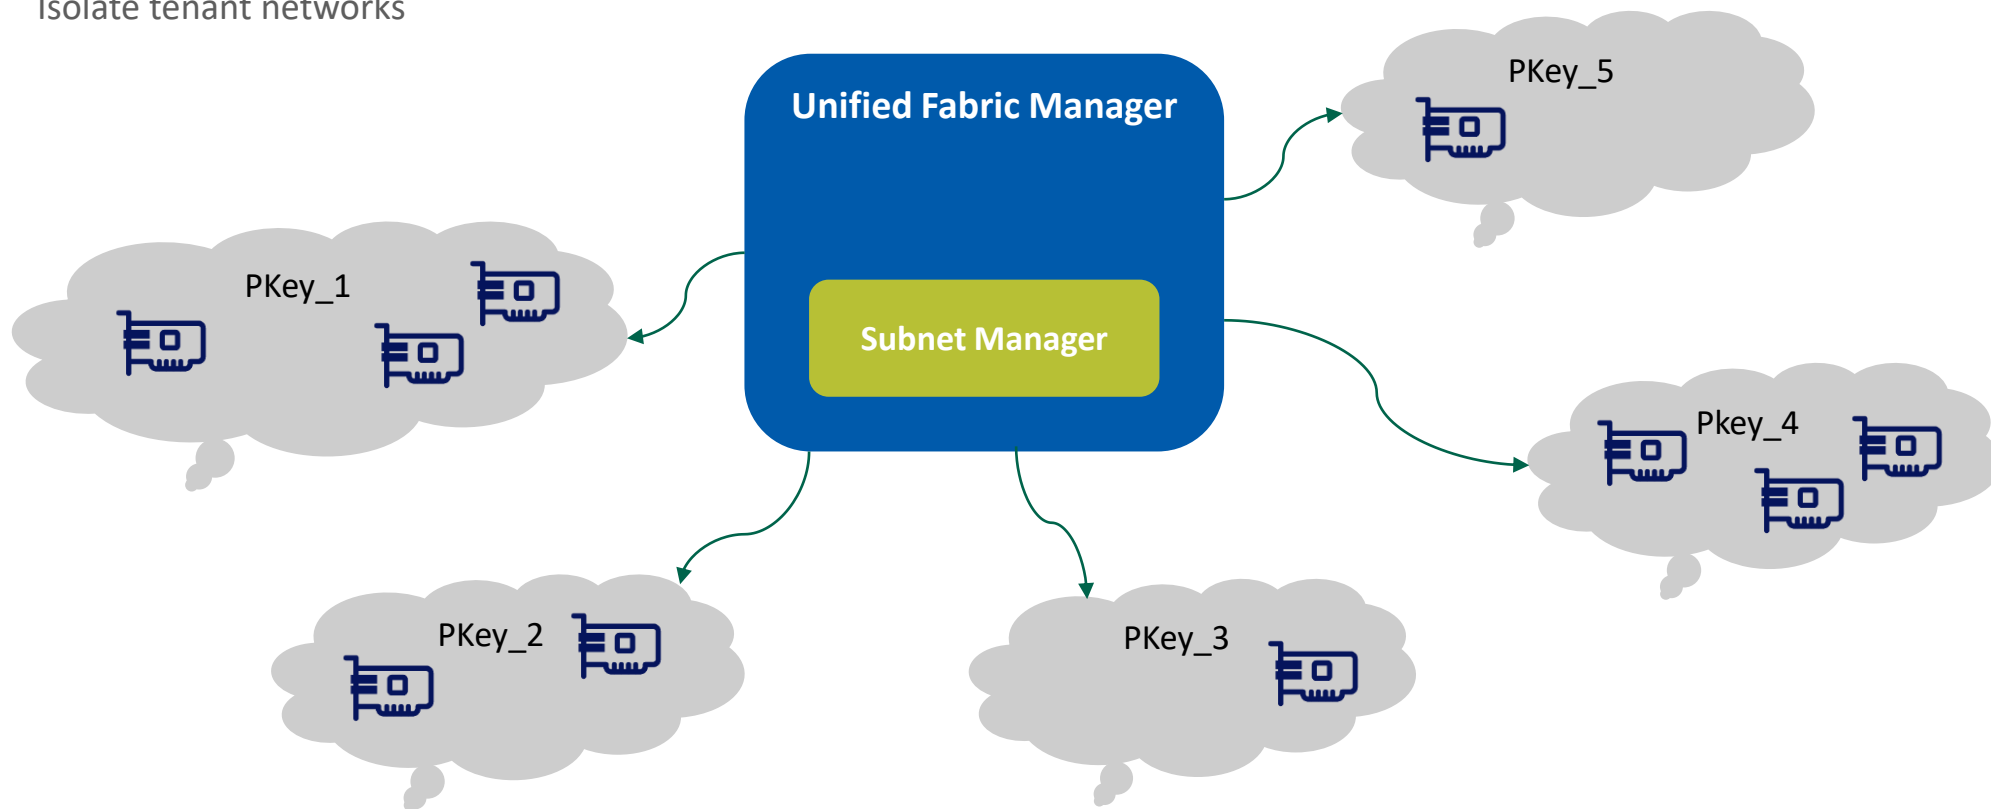 Isolate tenant networks
Unified Fabric Manager
PKey_5
PKey_1
Subnet Manager
Pkey_4
PKey_2
PKey_3